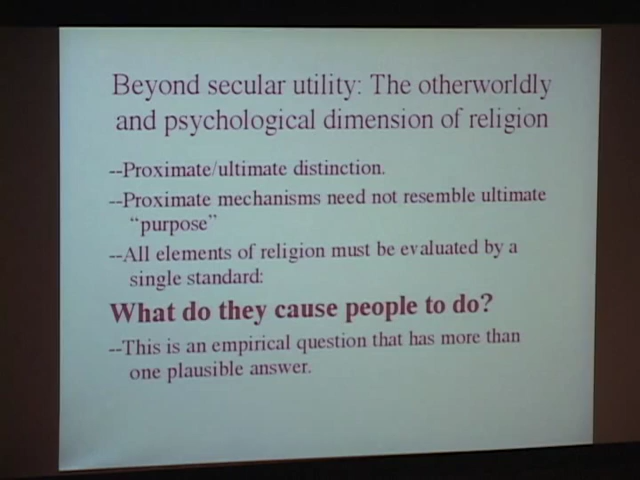 Beyond secular utility: The otherworldly
and psychological dimension of religion
--Proximate/ultimate distinction.
--Proximate mechanisms need not resemble ultimate
“purpose”
--All elements of religion must be evaluated by a
single standard:
What do they cause people to do?
--This is an empirical question that has more than
one plausible answer.